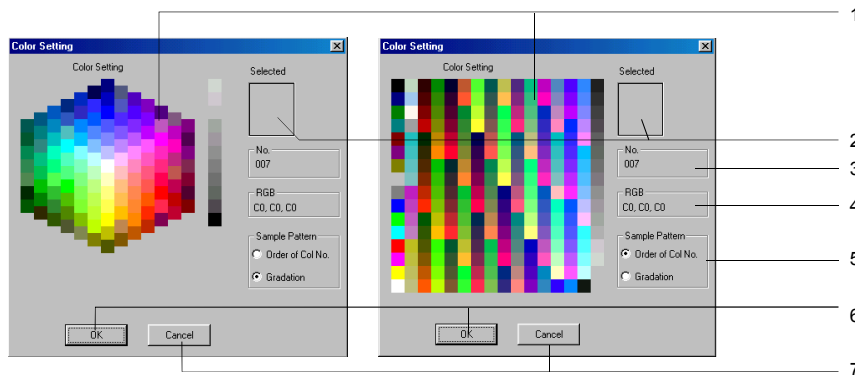 Color Setting
Color Setting
Selected
No.
007
RGB
C0, C0, C0
Sample Pattern
Order of Col No.
Gradation
OK
Cancel
Color Setting
Color Setting
Selected
No.
007
RGB
C0, C0, C0
Sample Pattern
Order of Col No.
Gradation
OK
Cancel
1
2
3
4
5
6
7